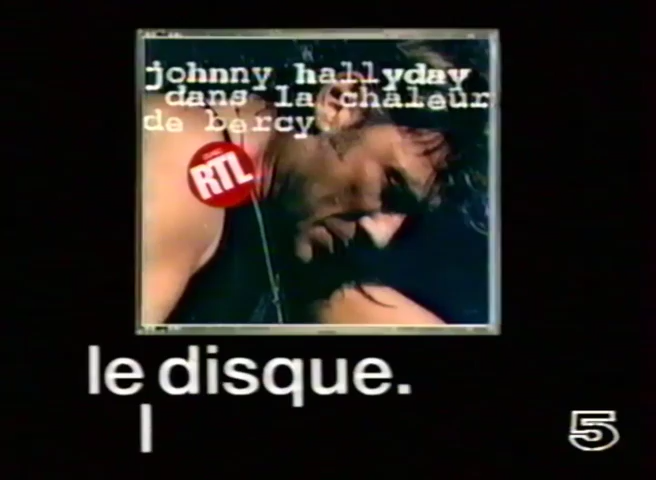 johnny hallyday
dans la chaleur
de bercy.
RTL
le disque.
l
5